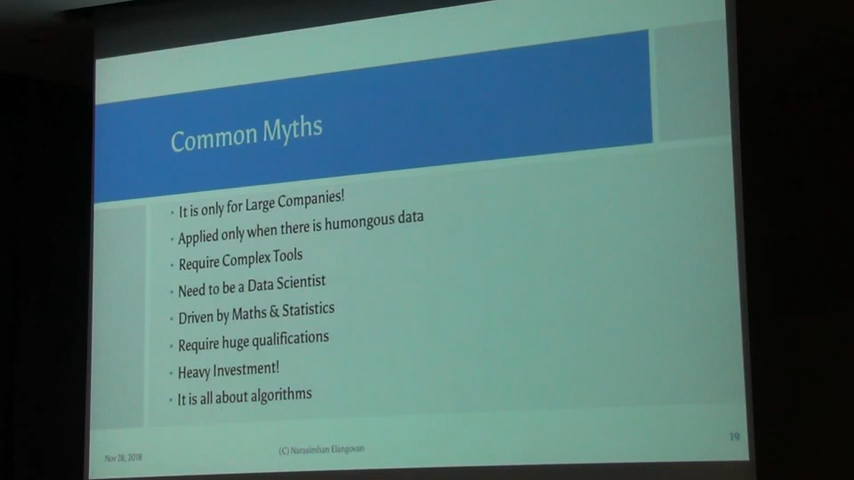 Common Myths
· It is only for Large Companies!
· Applied only when there is humongous data
· Require Complex Tools
· Need to be a Data Scientist
· Driven by Maths & Statistics
· Require huge qualifications
· Heavy Investment!
· It is all about algorithms
Nov 28, 2018
(C) Narasimhan Elangovan
19